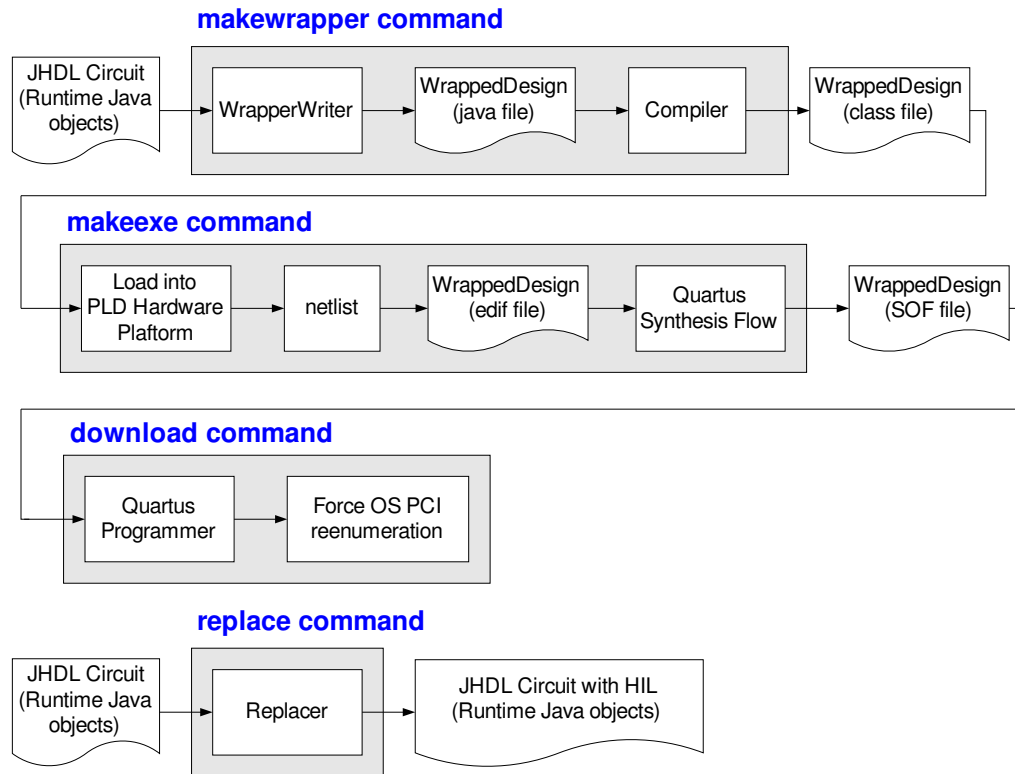 makewrapper command
JHDL Circuit
(Runtime Java
objects)
WrapperWriter
WrappedDesign
(java file)
Compiler
WrappedDesign
(class file)
makeexe command
Load into
PLD Hardware
Plaftorm
netlist
WrappedDesign
(edif file)
Quartus
Synthesis Flow
WrappedDesign
(SOF file)
download command
Quartus
Programmer
Force OS PCI
reenumeration
replace command
JHDL Circuit
(Runtime Java
objects)
Replacer
JHDL Circuit with HIL
(Runtime Java objects)